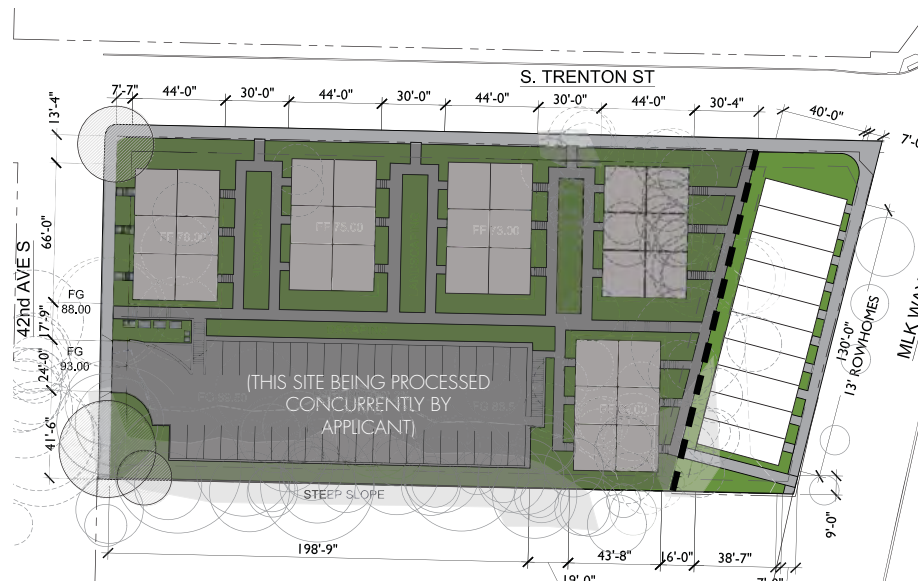 S. TRENTON ST
7'-7" 44'-0" 30'-0" 44'-0" 30'-0" 44'-0" 30'-0" 44'-0" 30'-4" 40'-0"
13'-4"
66'-0"
17'-9"
24'-0"
41'-6"
42nd AVE S
FG
88.00
FG
93.00
FF 75.00
FF 73.00
(THIS SITE BEING PROCESSED
CONCURRENTLY BY
APPLICANT)
STEEP SLOPE
130'-0"
13' ROWHOMES
9'-0"
198'-9" 43'-8" 16'-0" 38'-7"
19'-0"